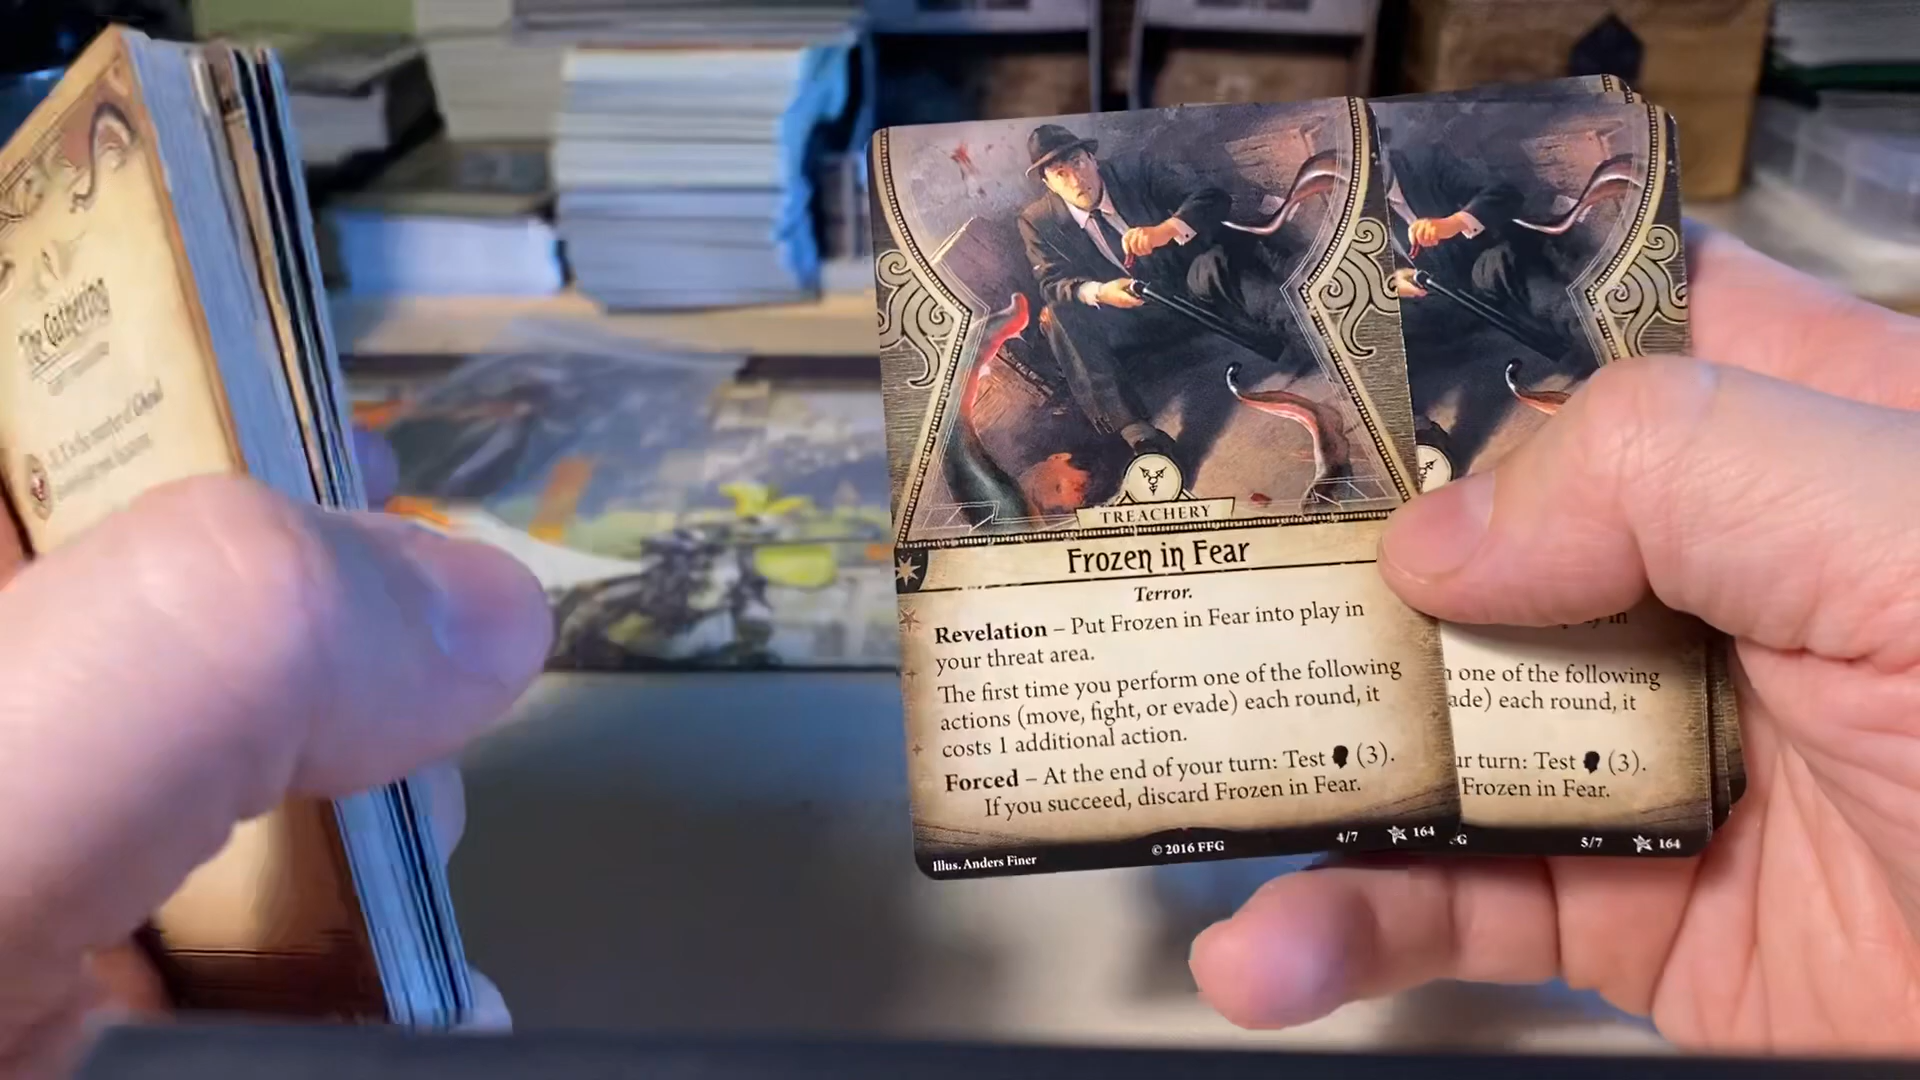 The Gathering
TREACHERY
Frozen in Fear
Terror.
Revelation – Put Frozen in Fear into play in
your threat area.
The first time you perform one of the following
actions (move, fight, or evade) each round, it
costs 1 additional action.
Forced – At the end of your turn: Test (3).
If you succeed, discard Frozen in Fear.
Illus. Anders Finer
© 2016 FFG
4/7
164
one of the following
ade) each round, it
ur turn: Test (3).
Frozen in Fear.
G
5/7
164